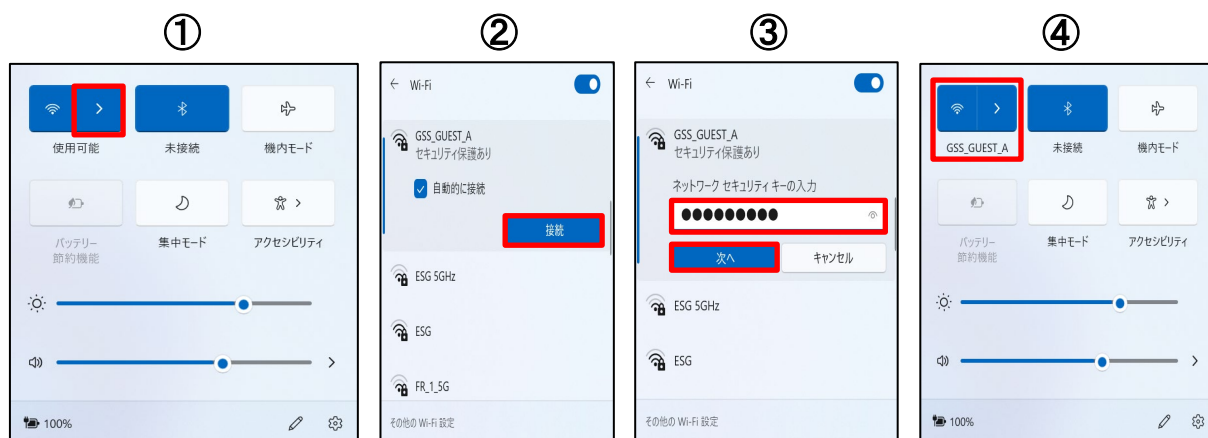 ①
使用可能
未接続
機内モード
バッテリー
節約機能
集中モード
アクセシビリティ
100%
②
Wi-Fi
GSS_GUEST_A
セキュリティ保護あり
自動的に接続
接続
ESG 5GHz
ESG
FR_1_5G
その他の Wi-Fi 設定
③
Wi-Fi
GSS_GUEST_A
セキュリティ保護あり
ネットワーク セキュリティ キーの入力
●●●●●●●●●
次へ
キャンセル
ESG 5GHz
ESG
その他の Wi-Fi 設定
④
GSS_GUEST_A
未接続
機内モード
バッテリー
節約機能
集中モード
アクセシビリティ
100%